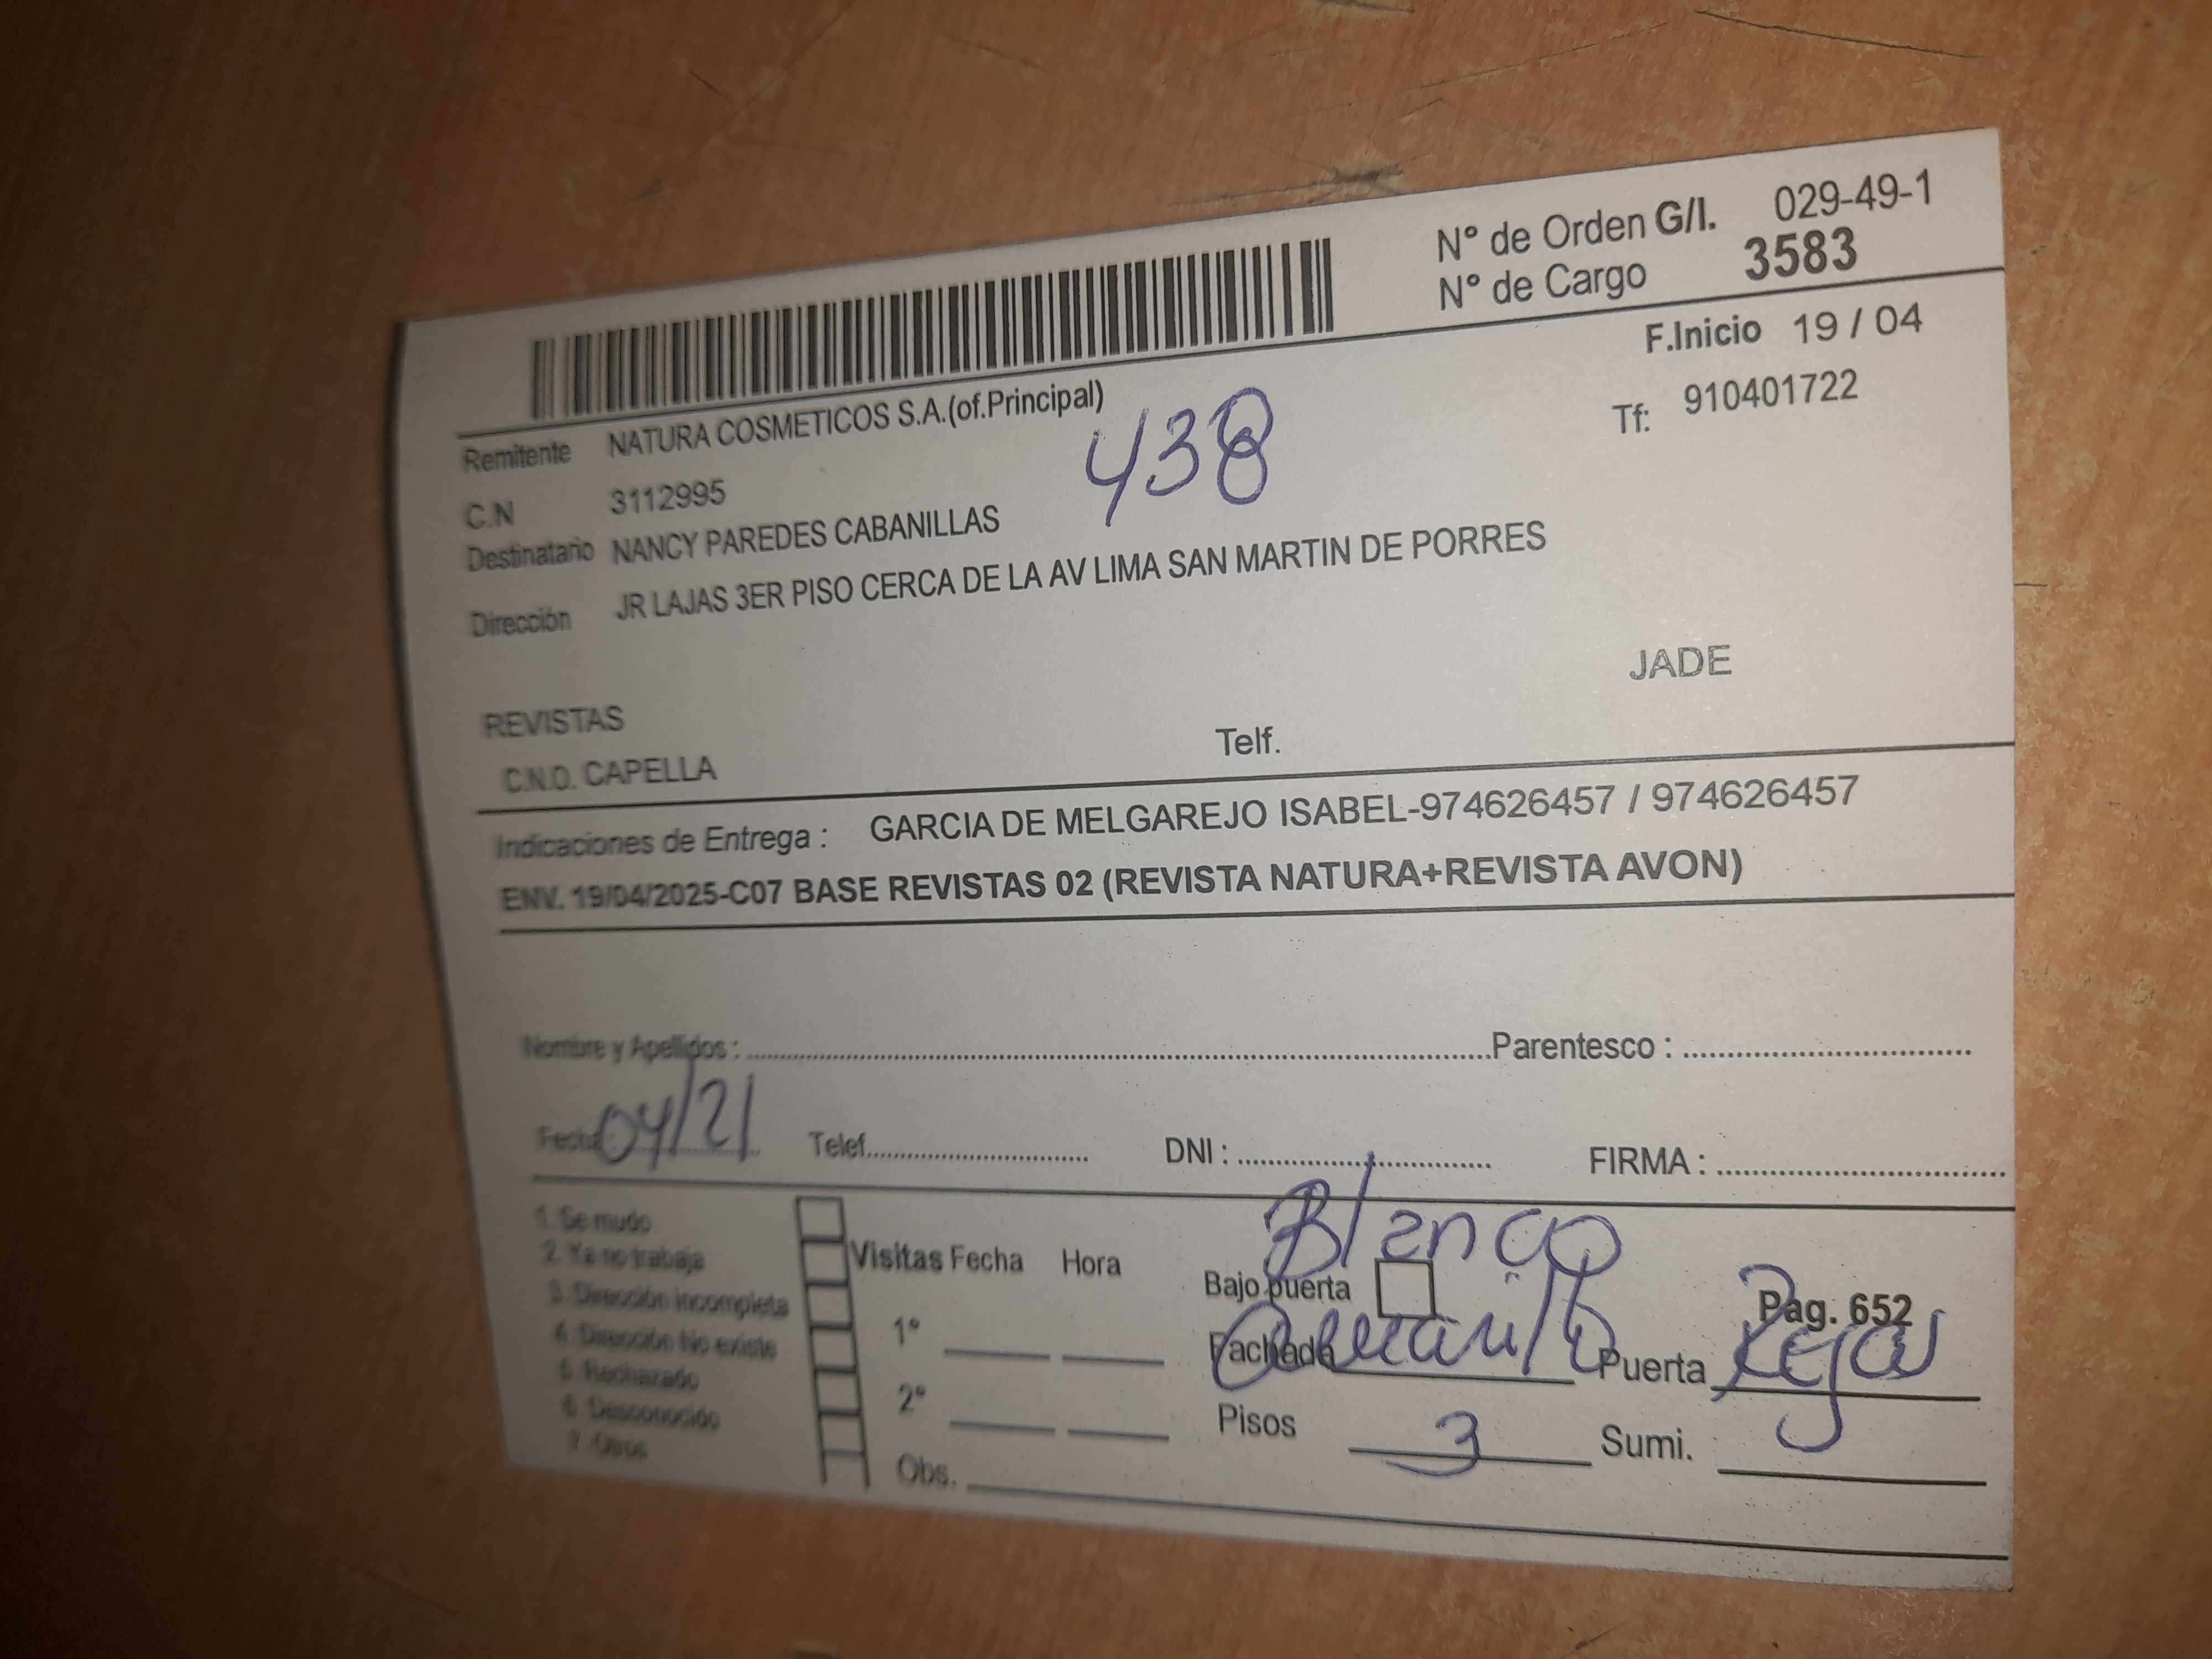 N° de Orden G/I. 029-49-1
N° de Cargo 3583
F.Inicio 19 / 04
Remitente NATURA COSMETICOS S.A.(of.Principal)
Tf: 910401722
438
C.N 3112995
Destinatario NANCY PAREDES CABANILLAS
Dirección JR LAJAS 3ER PISO CERCA DE LA AV LIMA SAN MARTIN DE PORRES
JADE
REVISTAS
C.N.O. CAPELLA Telf.
Indicaciones de Entrega : GARCIA DE MELGAREJO ISABEL-974626457 / 974626457
ENV. 19/04/2025-C07 BASE REVISTAS 02 (REVISTA NATURA+REVISTA AVON)
Nombre y Apellidos : Parentesco :
Fecha 04/21 Telef. DNI : FIRMA :
1. Se mudo
2. Ya no trabaja
3. Dirección incompleta
4. Dirección No existe
5. Rechazado
6. Desconocido
7. Otros
Visitas Fecha Hora
1°
2°
Obs.
Blanco
Bajo puerta
Pag. 652
Fachada Puerta
Pisos 3 Sumi.